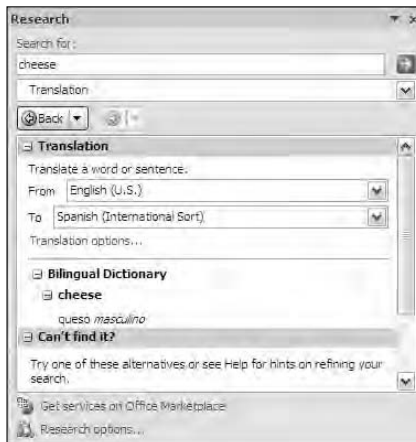 Research
Search for:
cheese
Translation
Back
Translation
Translate a word or sentence.
From English (U.S.)
To Spanish (International Sort)
Translation options...
Bilingual Dictionary
cheese
queso masculino
Can't find it?
Try one of these alternatives or see Help for hints on refining your
search.
Get services on Office Marketplace
Research options...